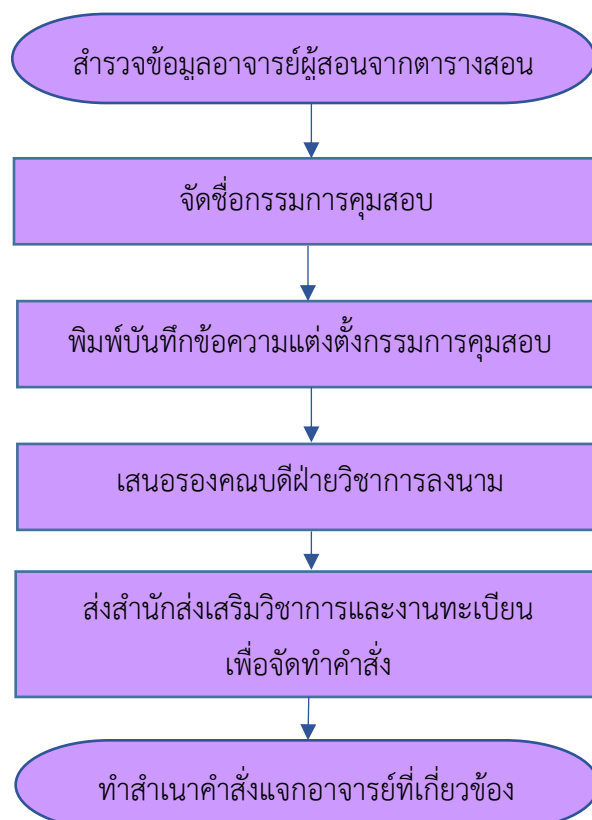 สำรวจข้อมูลอาจารย์ผู้สอนจากตารางสอน
จัดชื่อกรรมการคุมสอบ
พิมพ์บันทึกข้อความแต่งตั้งกรรมการคุมสอบ
เสนอรองคณบดีฝ่ายวิชาการลงนาม
ส่งสำนักส่งเสริมวิชาการและงานทะเบียน
เพื่อจัดทำคำสั่ง
ทำสำเนาคำสั่งแจกอาจารย์ที่เกี่ยวข้อง